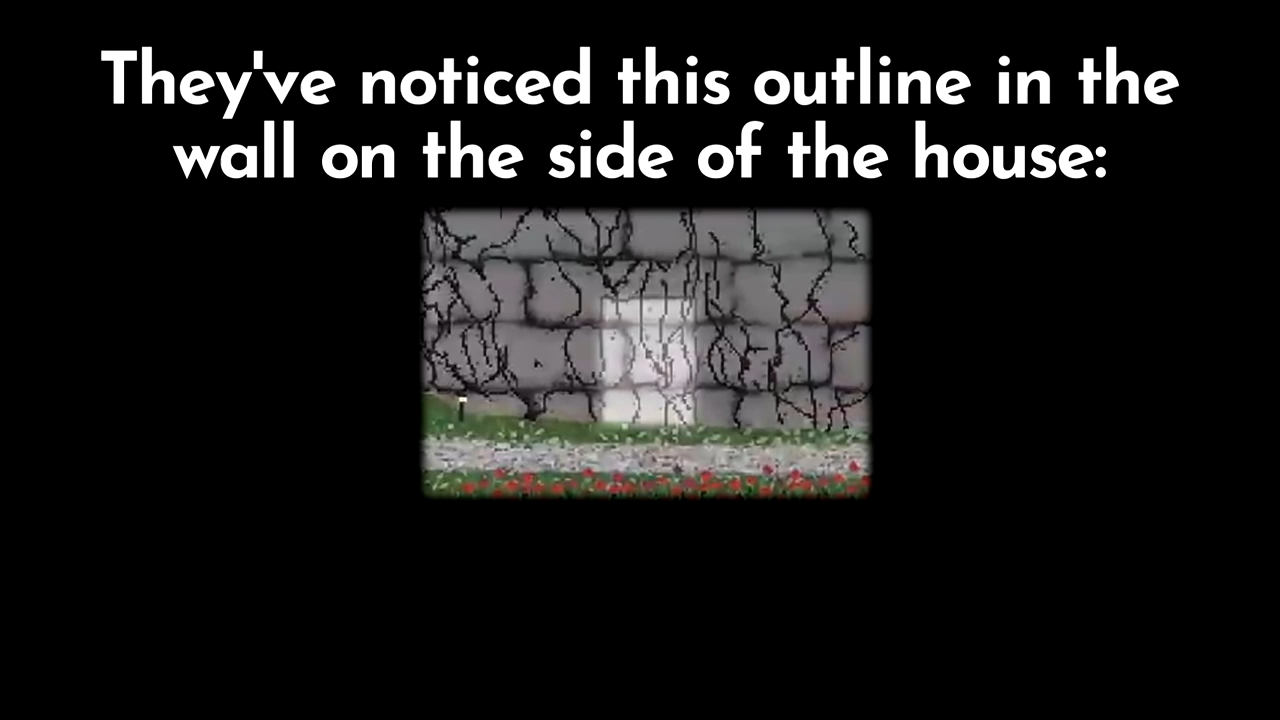 They've noticed this outline in the
wall on the side of the house: